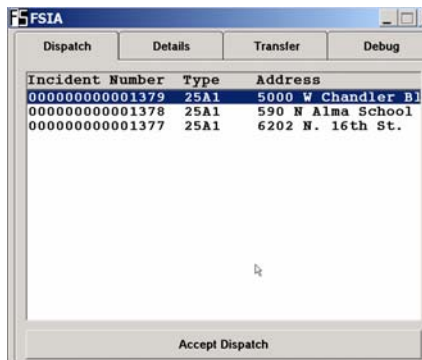 FS FSIA
Dispatch Details Transfer Debug
Incident Number Type Address
000000000001379 25A1 5000 W Chandler Bl
000000000001378 25A1 590 N Alma School
000000000001377 25A1 6202 N. 16th St.
Accept Dispatch